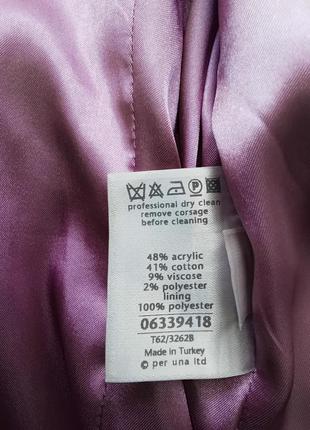 professional dry clean
remove corsage
before cleaning
48% acrylic
41% cotton
9% viscose
2% polyester
lining
100% polyester
06339418
T62/3262B
Made in Turkey
© per una ltd